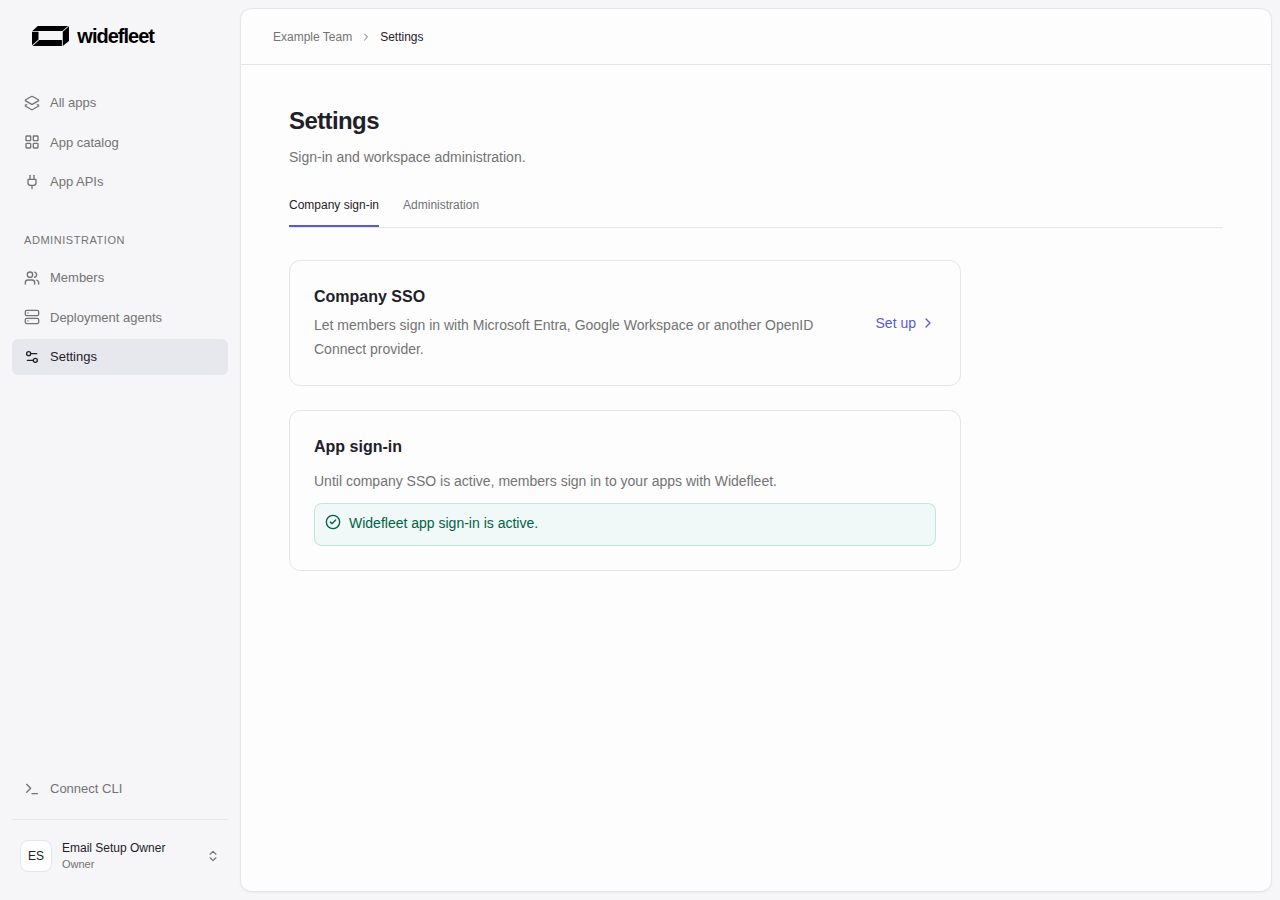 widefleet
All apps
App catalog
App APIs
ADMINISTRATION
Members
Deployment agents
Settings
Connect CLI
ES
Email Setup Owner
Owner
Example Team
Settings
Settings
Sign-in and workspace administration.
Company sign-in
Administration
Company SSO
Let members sign in with Microsoft Entra, Google Workspace or another OpenID
Connect provider.
Set up
App sign-in
Until company SSO is active, members sign in to your apps with Widefleet.
Widefleet app sign-in is active.